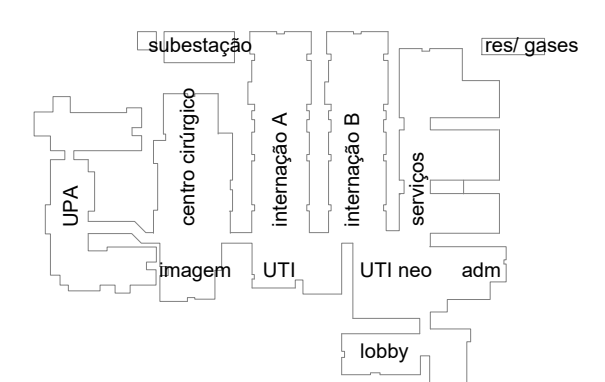 subestação
res/ gases
UPA
centro cirúrgico
internação A
internação B
serviços
imagem
UTI
UTI neo
adm
lobby